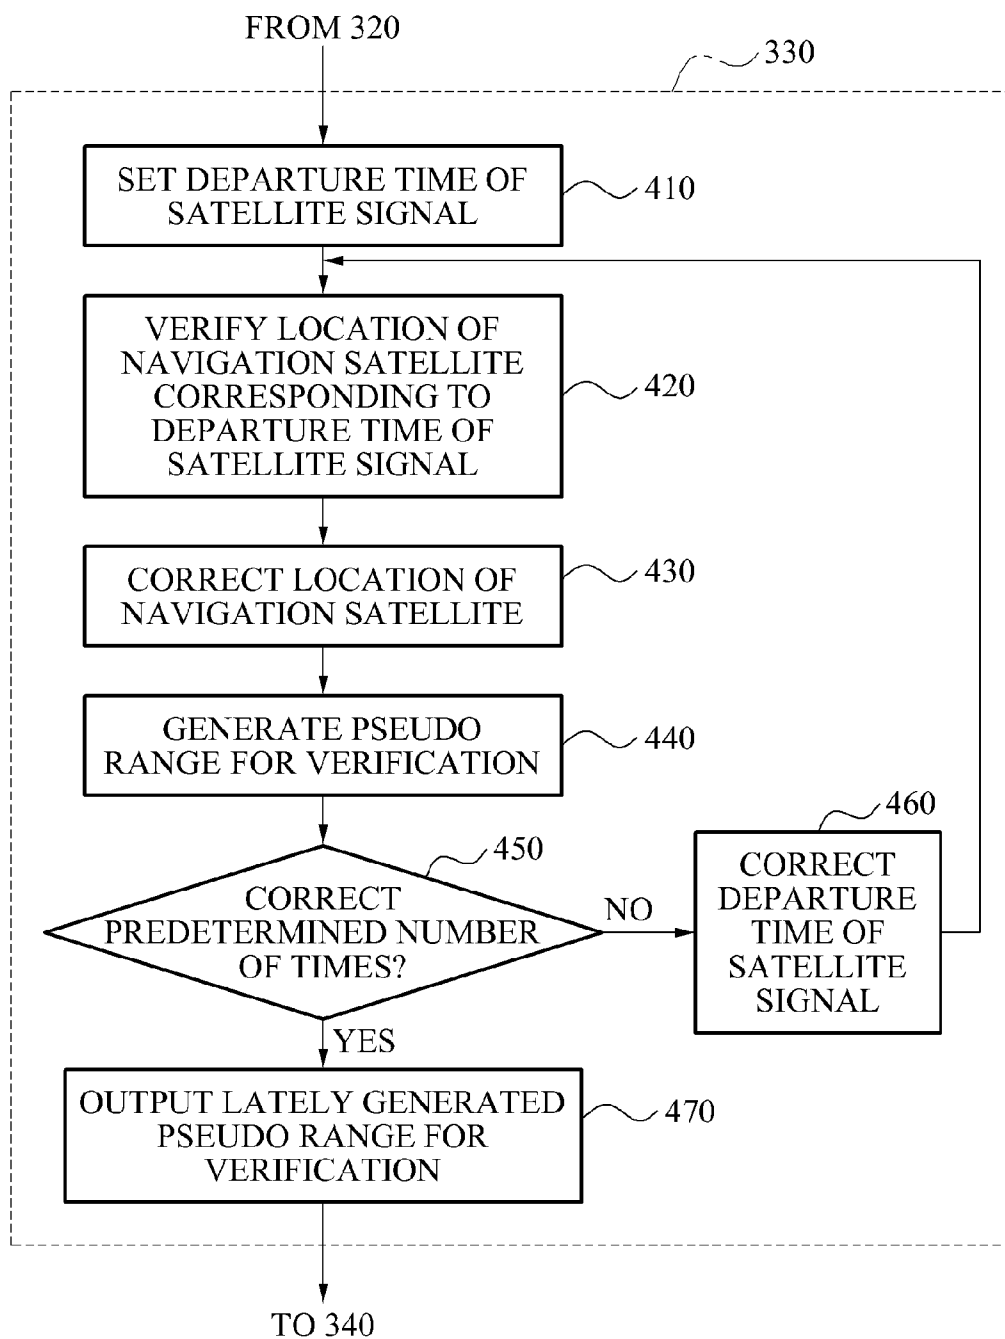 FROM 320
330
SET DEPARTURE TIME OF
SATELLITE SIGNAL
410
VERIFY LOCATION OF
NAVIGATION SATELLITE
CORRESPONDING TO
DEPARTURE TIME OF
SATELLITE SIGNAL
420
CORRECT LOCATION OF
NAVIGATION SATELLITE
430
GENERATE PSEUDO
RANGE FOR VERIFICATION
440
450
CORRECT
PREDETERMINED NUMBER
OF TIMES?
NO
460
CORRECT
DEPARTURE
TIME OF
SATELLITE
SIGNAL
YES
OUTPUT LATELY GENERATED
PSEUDO RANGE FOR
VERIFICATION
470
TO 340